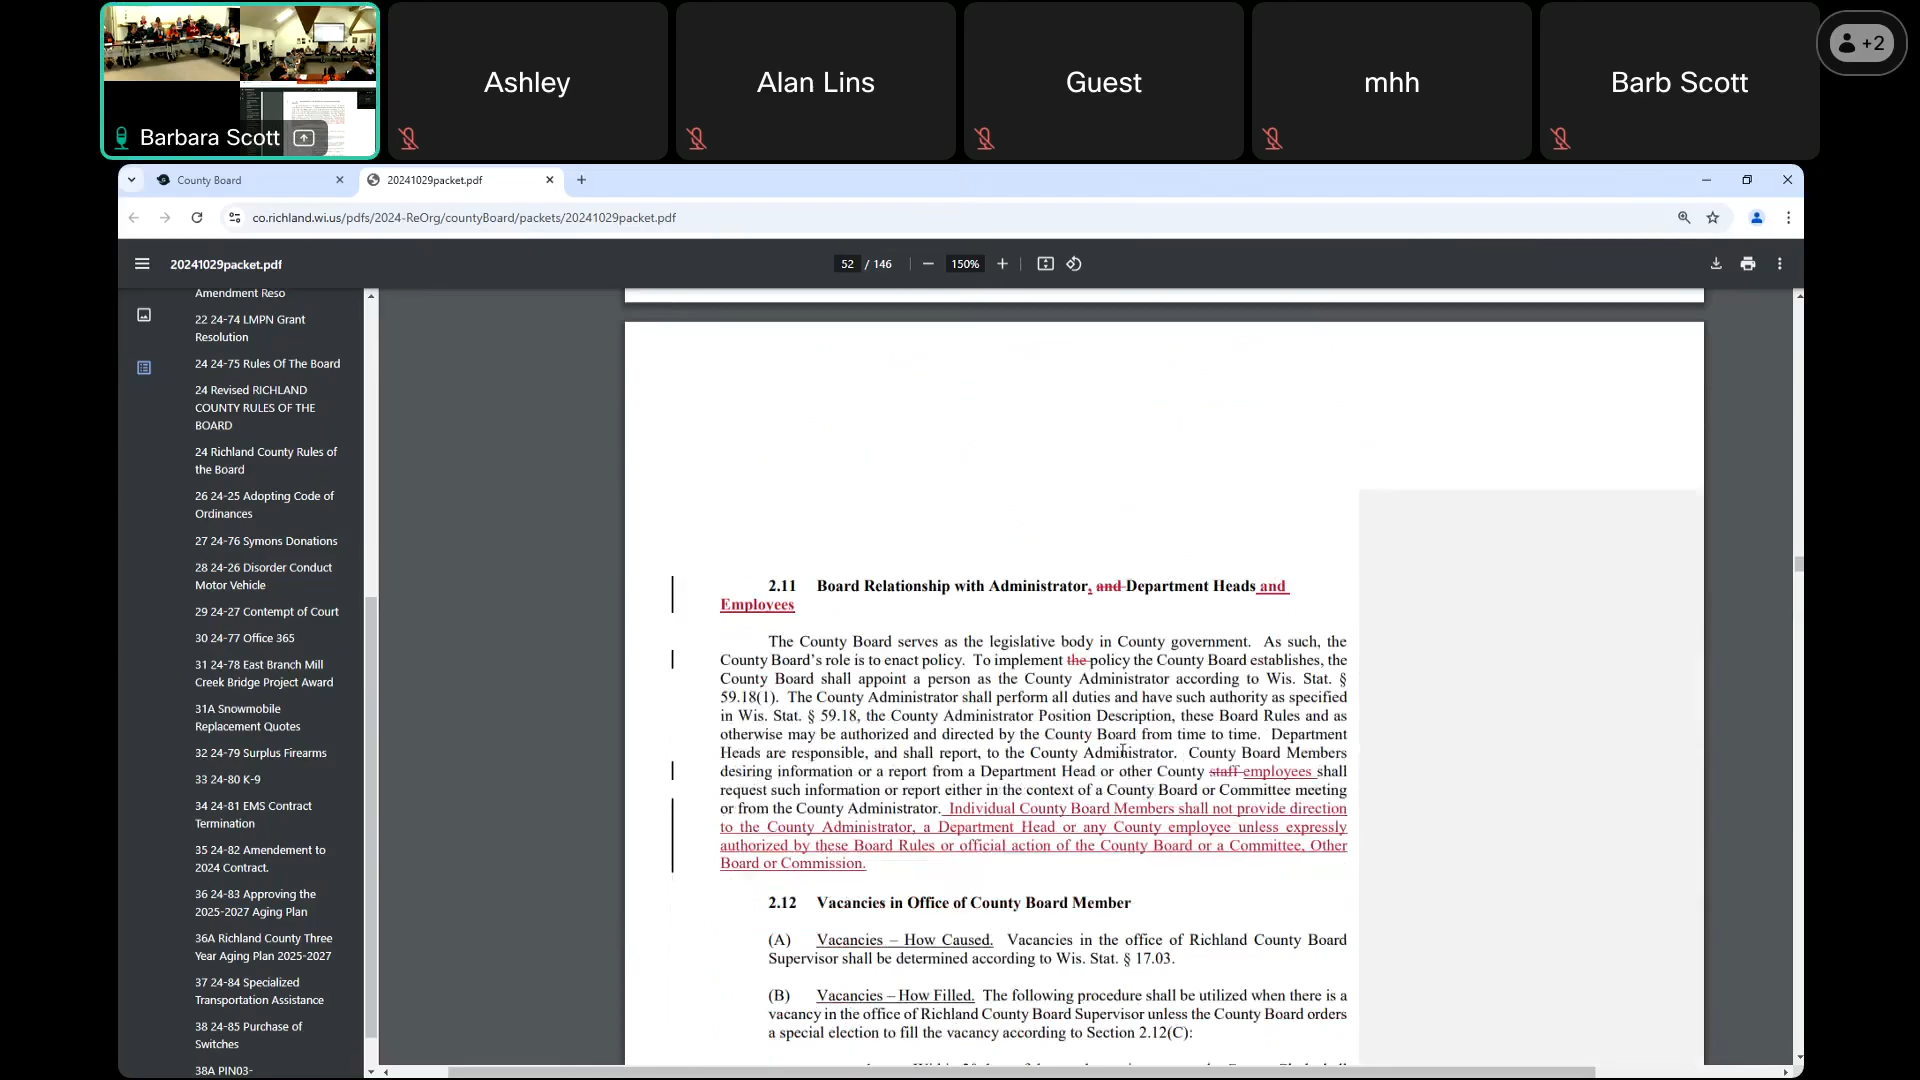 Barbara Scott
Ashley
Alan Lins
Guest
mhh
Barb Scott
+2
County Board
20241029packet.pdf
co.richland.wi.us/pdfs/2024-ReOrg/countyBoard/packets/20241029packet.pdf
20241029packet.pdf
52 / 146
150%
Amendment Reso
22 24-74 LMPN Grant
Resolution
24 24-75 Rules Of The Board
24 Revised RICHLAND
COUNTY RULES OF THE
BOARD
24 Richland County Rules of
the Board
26 24-25 Adopting Code of
Ordinances
27 24-76 Symons Donations
28 24-26 Disorder Conduct
Motor Vehicle
29 24-27 Contempt of Court
30 24-77 Office 365
31 24-78 East Branch Mill
Creek Bridge Project Award
31A Snowmobile
Replacement Quotes
32 24-79 Surplus Firearms
33 24-80 K-9
34 24-81 EMS Contract
Termination
35 24-82 Amendement to
2024 Contract.
36 24-83 Approving the
2025-2027 Aging Plan
36A Richland County Three
Year Aging Plan 2025-2027
37 24-84 Specialized
Transportation Assistance
38 24-85 Purchase of
Switches
38A PIN03-
2.11 Board Relationship with Administrator, and Department Heads and
Employees
The County Board serves as the legislative body in County government. As such, the
County Board's role is to enact policy. To implement the policy the County Board establishes, the
County Board shall appoint a person as the County Administrator according to Wis. Stat. §
59.18(1). The County Administrator shall perform all duties and have such authority as specified
in Wis. Stat. § 59.18, the County Administrator Position Description, these Board Rules and as
otherwise may be authorized and directed by the County Board from time to time. Department
Heads are responsible, and shall report, to the County Administrator. County Board Members
desiring information or a report from a Department Head or other County staff employees shall
request such information or report either in the context of a County Board or Committee meeting
or from the County Administrator. Individual County Board Members shall not provide direction
to the County Administrator, a Department Head or any County employee unless expressly
authorized by these Board Rules or official action of the County Board or a Committee, Other
Board or Commission.
2.12 Vacancies in Office of County Board Member
(A) Vacancies – How Caused. Vacancies in the office of Richland County Board
Supervisor shall be determined according to Wis. Stat. § 17.03.
(B) Vacancies – How Filled. The following procedure shall be utilized when there is a
vacancy in the office of Richland County Board Supervisor unless the County Board orders
a special election to fill the vacancy according to Section 2.12(C):